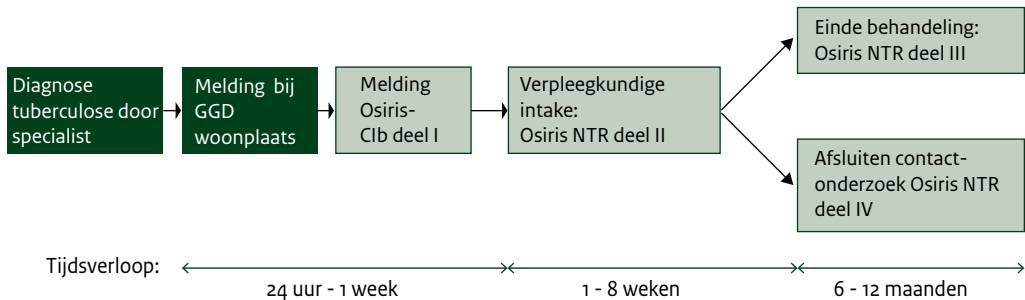 Diagnose
tuberculose door
specialist
Melding bij
GGD
woonplaats
Melding
Osiris-
CIb deel I
Verpleegkundige
intake:
Osiris NTR deel II
Einde behandeling:
Osiris NTR deel III
Afsluiten contact-
onderzoek Osiris NTR
deel IV
Tijdsverloop:
24 uur - 1 week
1 - 8 weken
6 - 12 maanden